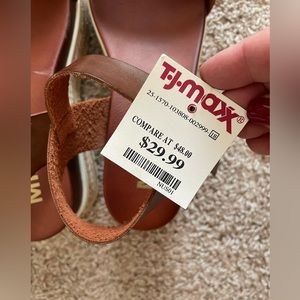 T·J·maxx®
25-1570-103808-002999-
COMPARE AT $48.00
$29.99